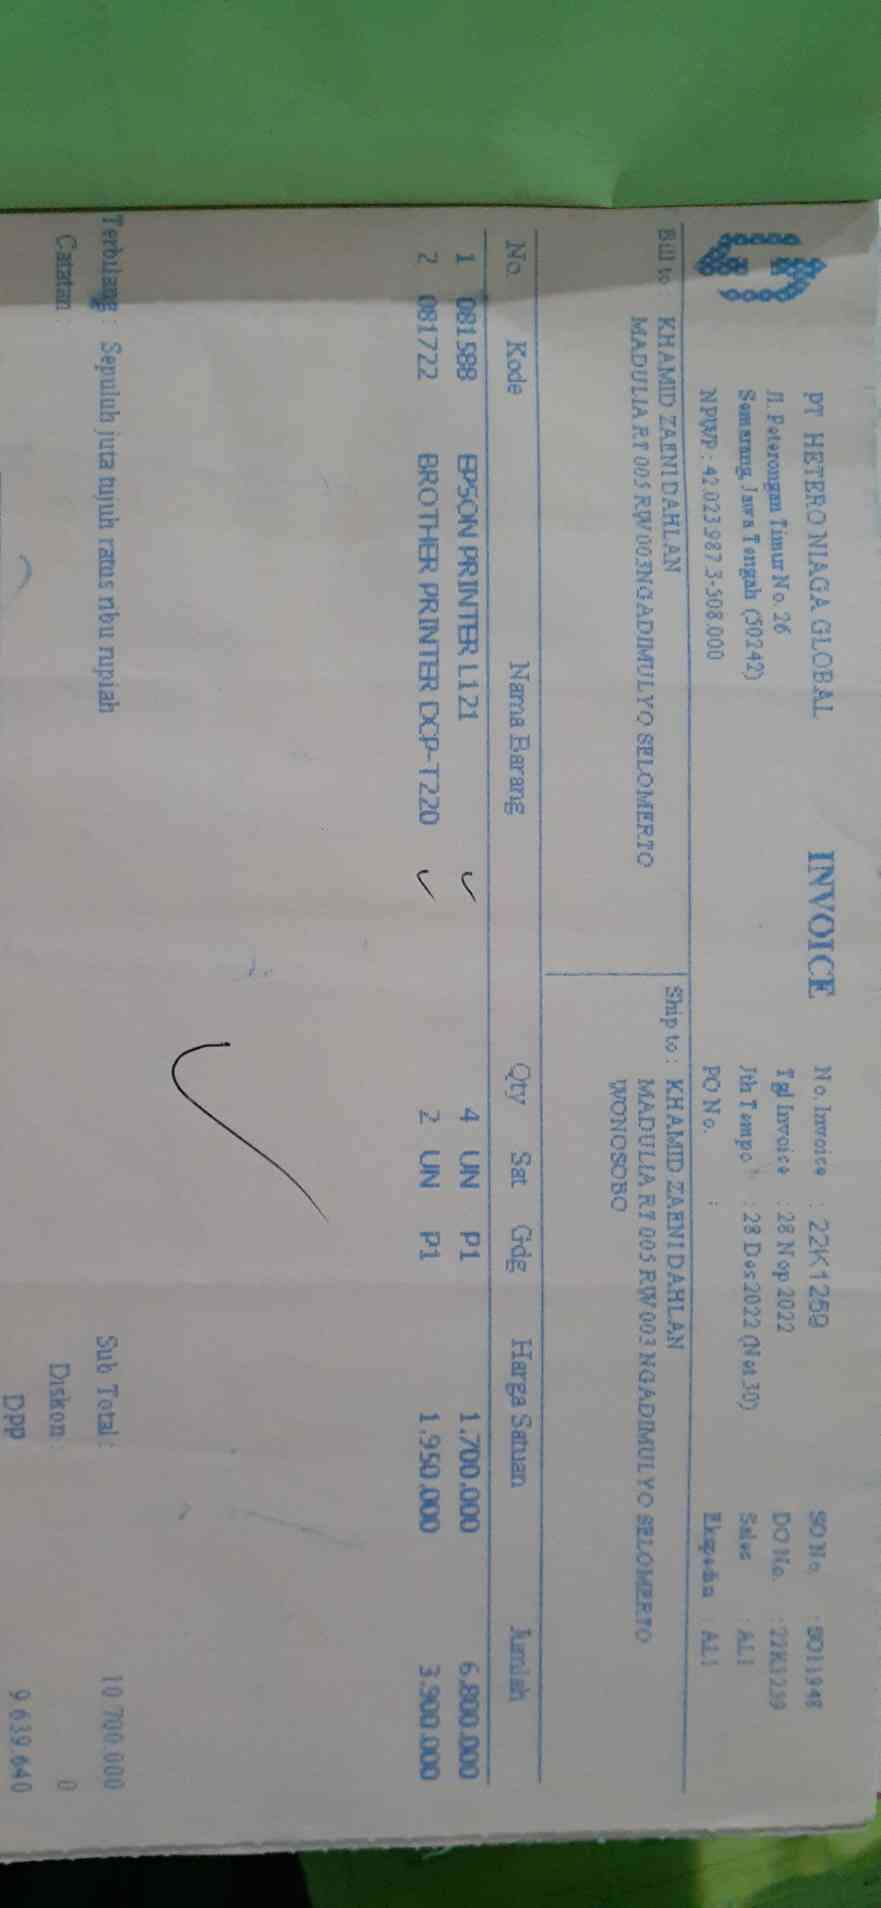 PT HETERO NIAGA GLOBAL
Jl. Peterongan Timur No. 26
Semarang Jawa Tengah (50242)
NPWP : 42.023.987.3-508.000
INVOICE
No. Invoice : 22K1259
Tgl Invoice : 28 Nop 2022
Jth Tempo : 28 Des 2022 (Net 30)
PO No. :
SO No. : SO11948
DO No. : 22K1259
Sales : ALI
Ekspedisi : ALI
Bill to : KHAMID ZAENI DAHLAN
MADULIA RT 005 RW 003NGADIMULYO SELOMERTO
Ship to : KHAMID ZAENI DAHLAN
MADULIA RT 005 RW 003 NGADIMULYO SELOMERTO
WONOSOBO
No. Kode Nama Barang Qty Sat Gdg Harga Satuan Jumlah
1 081588 EPSON PRINTER L121 4 UN P1 1.700.000 6.800.000
2 081722 BROTHER PRINTER DCP-T220 2 UN P1 1.950.000 3.900.000
Terbilang : Sepuluh juta tujuh ratus ribu rupiah
Catatan :
Sub Total : 10.700.000
Diskon : 0
DPP 9.639.640